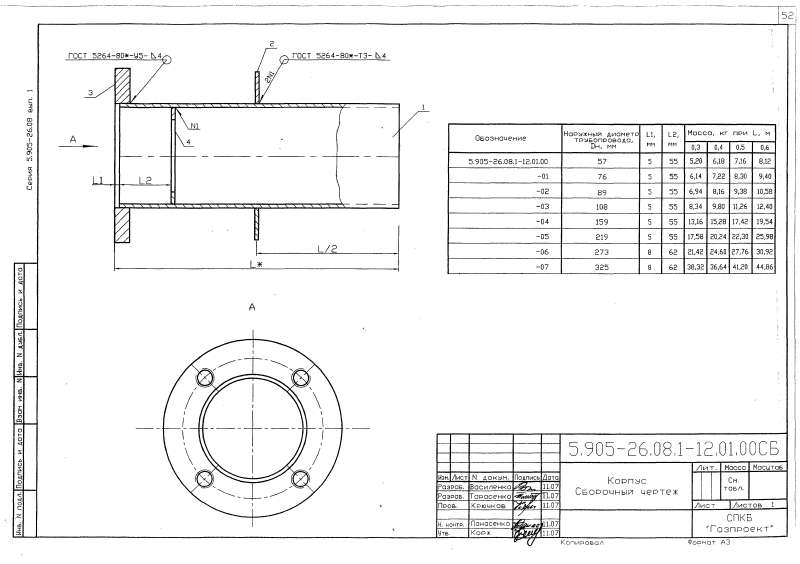 52
Серия 5.905-26.08 вып. 1
ГОСТ 5264-80*-У5-⊿4
2
ГОСТ 5264-80*-Т3-⊿4
2N1
3
1
N1
4
А
L1
L2
L/2
L*
А
Обозначение
Наружный диаметр трубопровода, Dн, мм
L1, мм
L2, мм
Масса, кг при L, м
0,3 0,4 0,5 0,6
5.905-26.08.1-12.01.00 57 5 55 5,20 6,18 7,16 8,12
-01 76 5 55 6,14 7,22 8,30 9,40
-02 89 5 55 6,94 8,16 9,38 10,58
-03 108 5 55 8,34 9,80 11,26 12,40
-04 159 5 55 13,16 15,28 17,42 19,54
-05 219 5 55 17,58 20,24 22,30 25,98
-06 273 8 62 21,42 24,60 27,76 30,92
-07 325 8 62 38,32 36,64 41,20 44,86
Инв. N подл. Подпись и дата Взам инв. N Инв. N дубл. Подпись и дата
5.905-26.08.1-12.01.00СБ
Изм. Лист N докум. Подпись Дата
Разраб. Василенко 11.07
Разраб. Тарасенко 11.07
Пров. Крючков 11.07
Н. контр. Панасенко 11.07
Утв. Корж 11.07
Корпус
Сборочный чертеж
Лит. Масса Масштаб
См. табл.
Лист Листов 1
СПКБ
"Газпроект"
Копировал
Формат А3